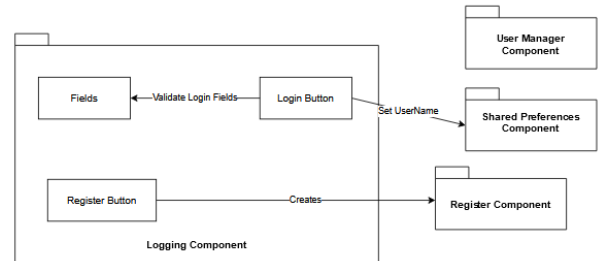 User Manager
Component
Fields
Validate Login Fields
Login Button
Set UserName
Shared Preferences
Component
Register Button
Creates
Register Component
Logging Component